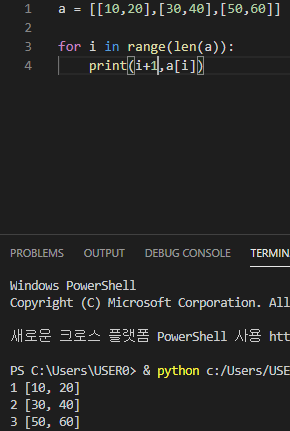 1 a = [[10,20],[30,40],[50,60]]
2
3 for i in range(len(a)):
4     print(i+1,a[i])
PROBLEMS OUTPUT DEBUG CONSOLE
Windows PowerShell
Copyright (C) Microsoft Corporation. All
새로운 크로스 플랫폼 PowerShell 사용
PS C:\Users\USER0> & python c:/Users/USE
1 [10, 20]
2 [30, 40]
3 [50, 60]